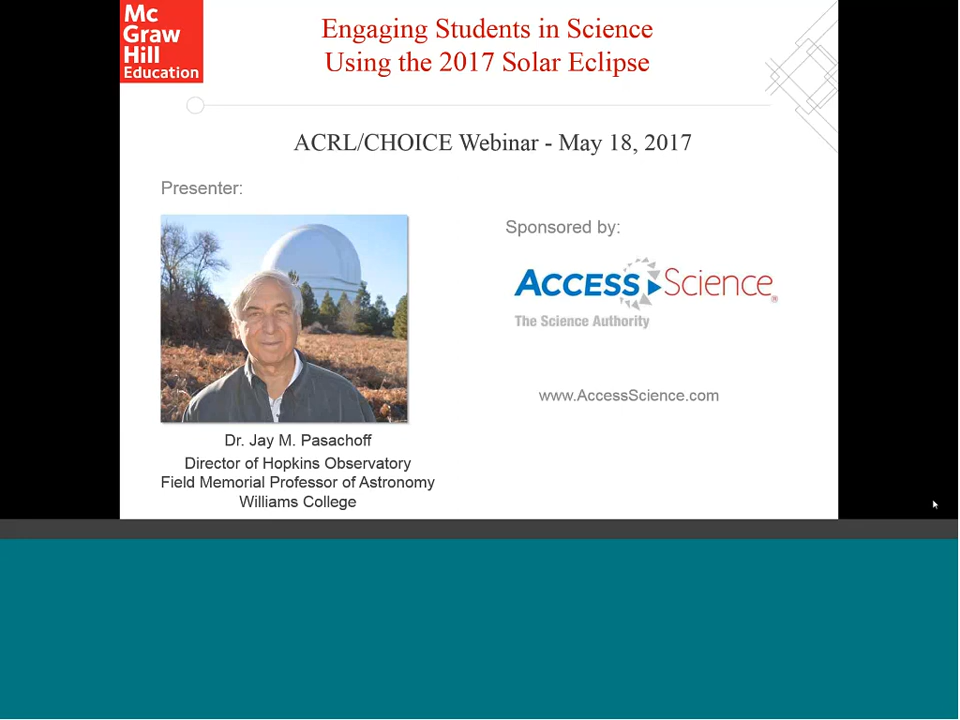 Mc
Graw
Hill
Education
Engaging Students in Science
Using the 2017 Solar Eclipse
ACRL/CHOICE Webinar - May 18, 2017
Presenter:
Sponsored by:
ACCESS Science®
The Science Authority
www.AccessScience.com
Dr. Jay M. Pasachoff
Director of Hopkins Observatory
Field Memorial Professor of Astronomy
Williams College